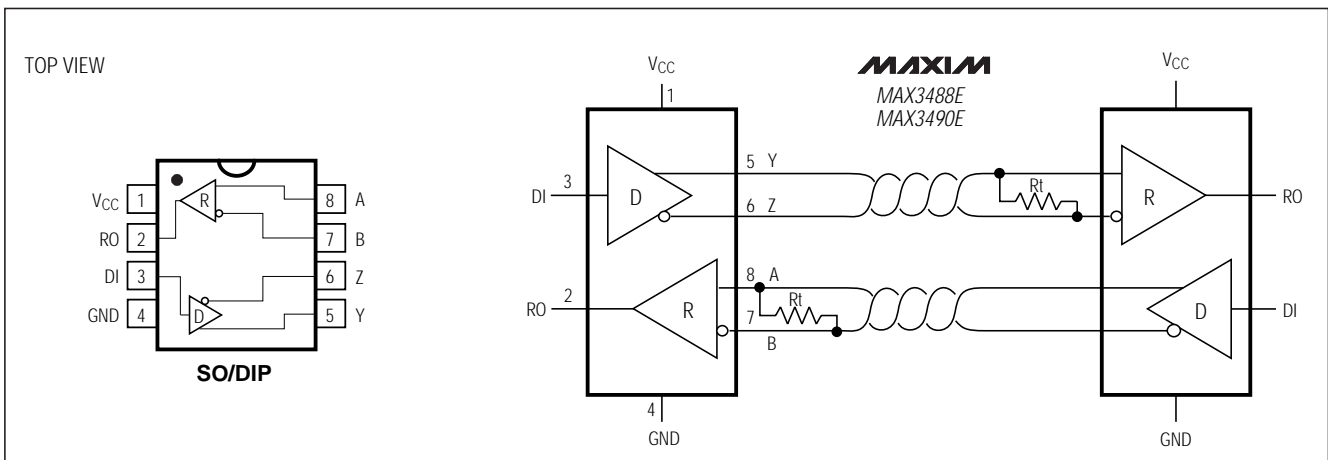 TOP VIEW
VCC 1
RO 2
DI 3
GND 4
8 A
7 B
6 Z
5 Y
R
D
SO/DIP
MAXIM
MAX3488E
MAX3490E
VCC
1
DI 3
D
5 Y
6 Z
Rt
R
RO
RO 2
R
8 A
7
B
Rt
D
DI
4
GND
VCC
GND